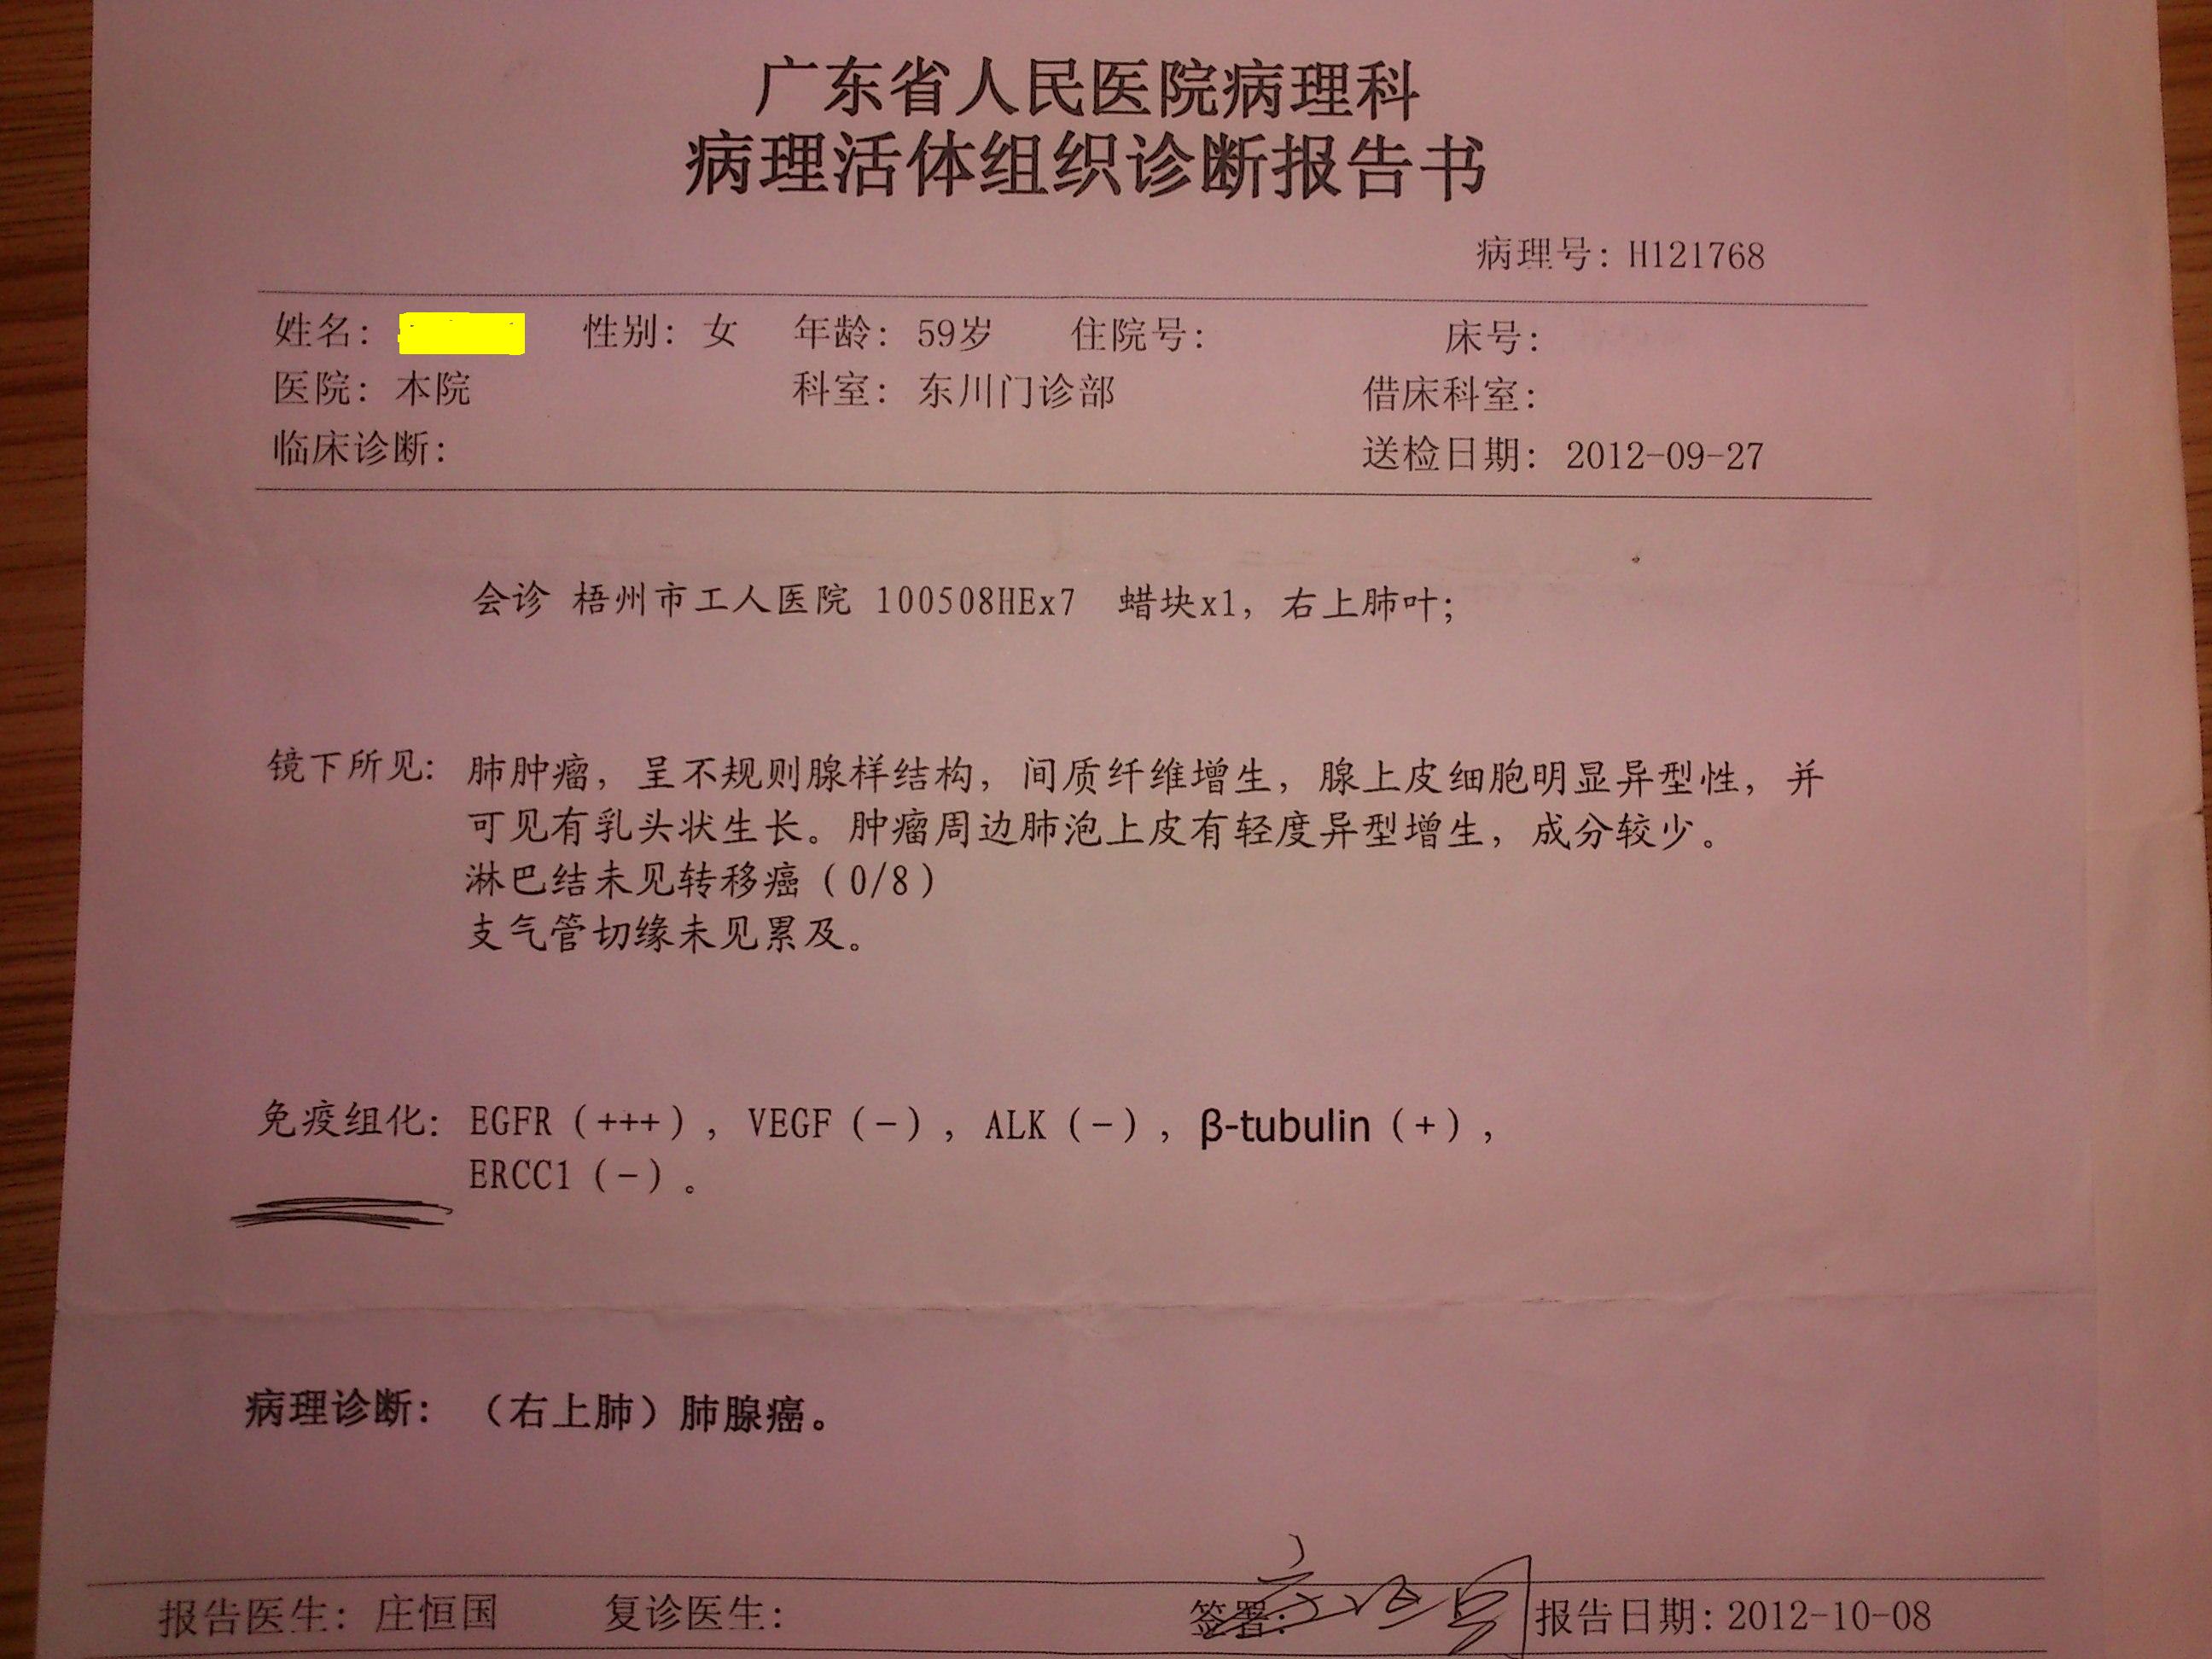 广东省人民医院病理科
病理活体组织诊断报告书
病理号：H121768
姓名： 性别：女 年龄：59岁 住院号： 床号：
医院：本院 科室：东川门诊部 借床科室：
临床诊断： 送检日期：2012-09-27
会诊 梧州市工人医院 100508HEx7 蜡块x1，右上肺叶；
镜下所见：肺肿瘤，呈不规则腺样结构，间质纤维增生，腺上皮细胞明显异型性，并
可见有乳头状生长。肿瘤周边肺泡上皮有轻度异型增生，成分较少。
淋巴结未见转移癌（0/8）
支气管切缘未见累及。
免疫组化：EGFR（+++），VEGF（-），ALK（-），β-tubulin（+），
ERCC1（-）。
病理诊断：（右上肺）肺腺癌。
报告医生：庄恒国 复诊医生： 签署： 报告日期：2012-10-08